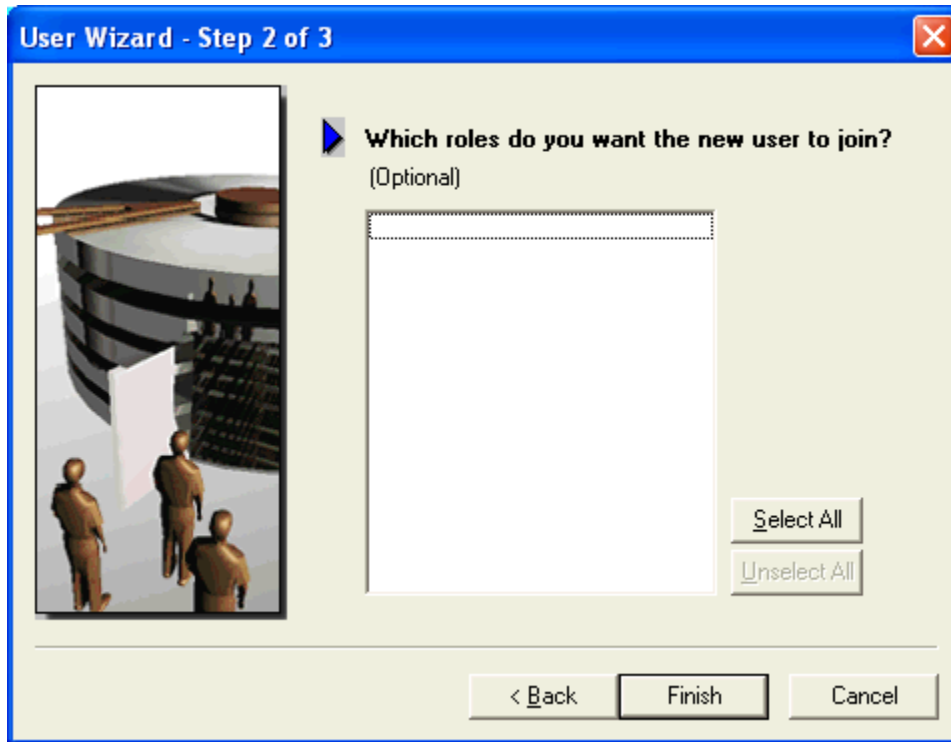 User Wizard - Step 2 of 3
Which roles do you want the new user to join?
(Optional)
Select All
Unselect All
< Back
Finish
Cancel